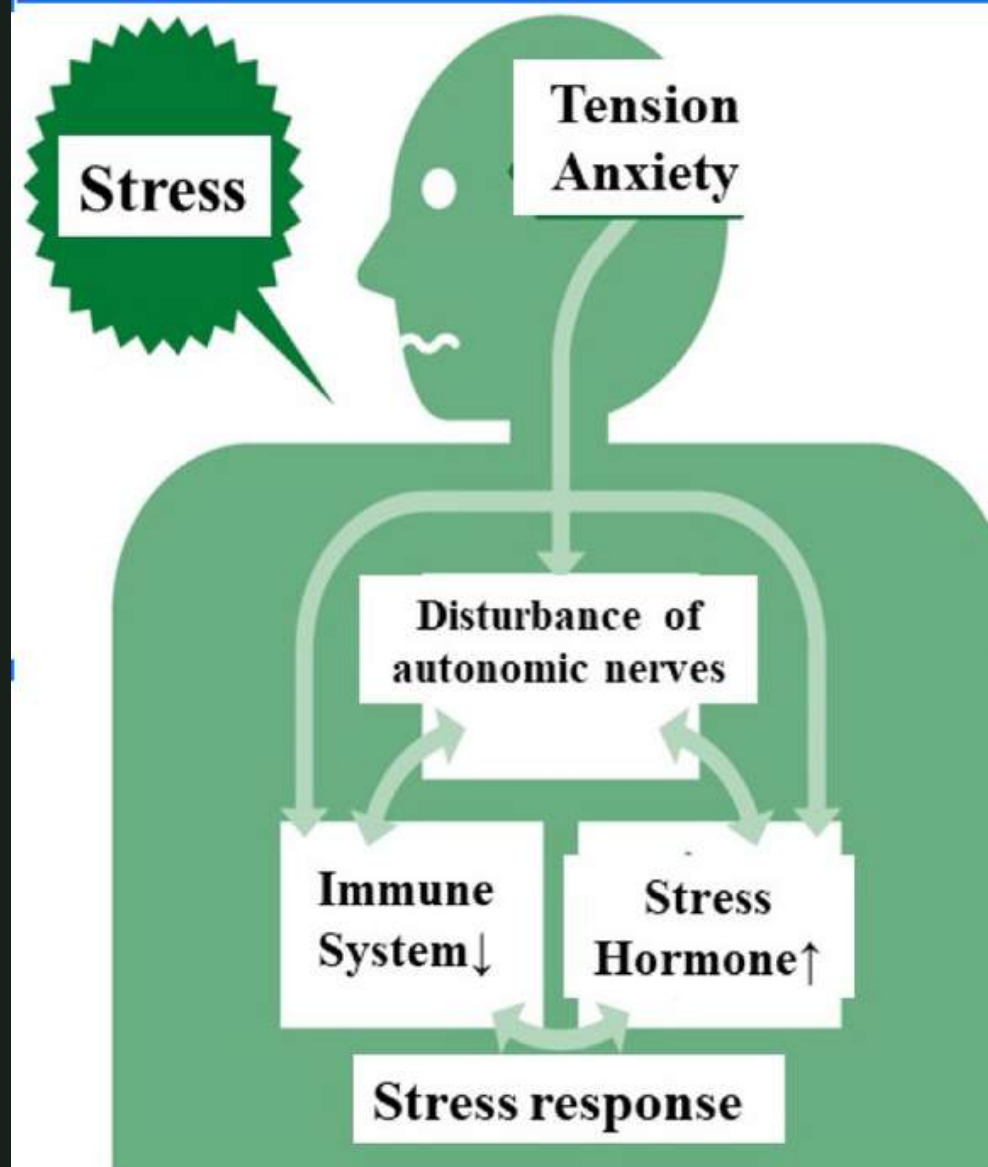 Stress
Tension
Anxiety
Disturbance of
autonomic nerves
Immune
System↓
Stress
Hormone↑
Stress response